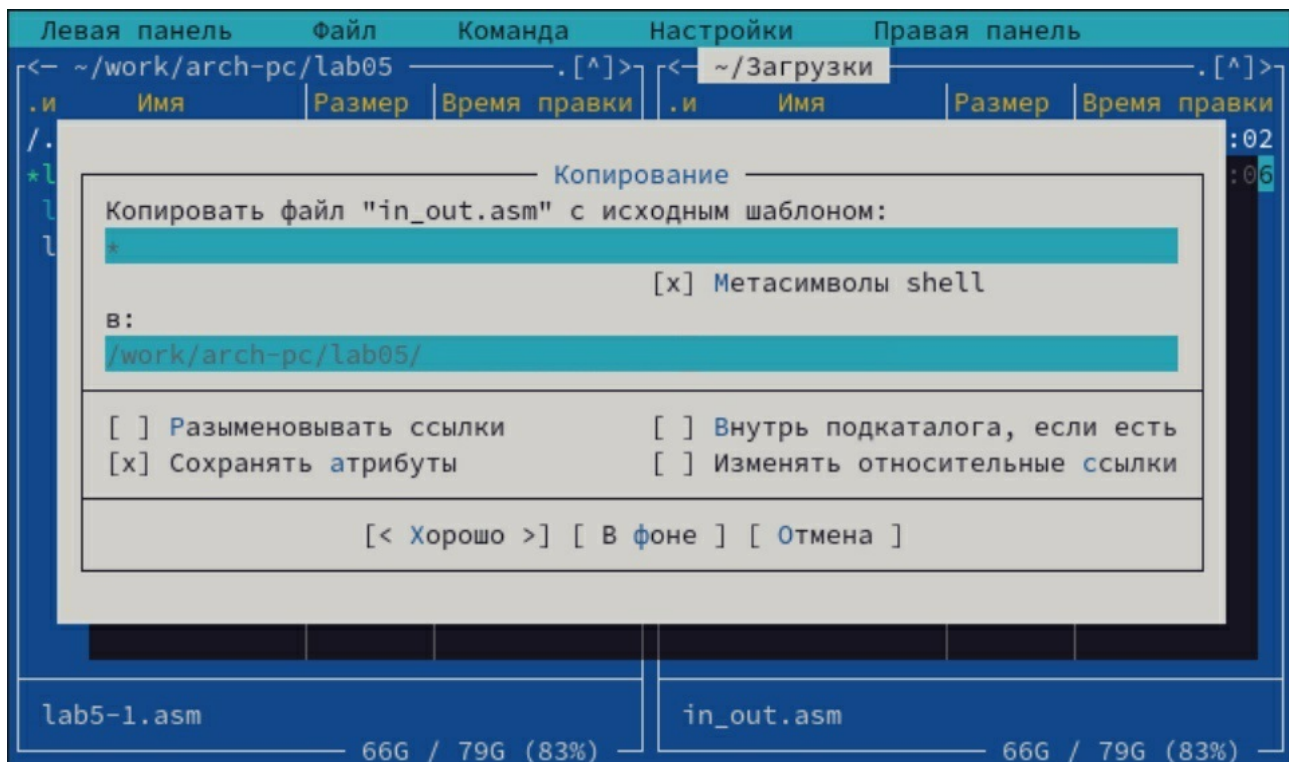 Левая панель Файл Команда Настройки Правая панель
<— ~/work/arch-pc/lab05 .[^]> <— ~/Загрузки .[^]>
.и Имя Размер Время правки .и Имя Размер Время правки
/. :02
*l :06
l
l
Копирование
Копировать файл "in_out.asm" с исходным шаблоном:
*
[x] Метасимволы shell
в:
/work/arch-pc/lab05/
[ ] Разыменовывать ссылки [ ] Внутрь подкаталога, если есть
[x] Сохранять атрибуты [ ] Изменять относительные ссылки
[< Хорошо >] [ В фоне ] [ Отмена ]
lab5-1.asm in_out.asm
66G / 79G (83%) 66G / 79G (83%)